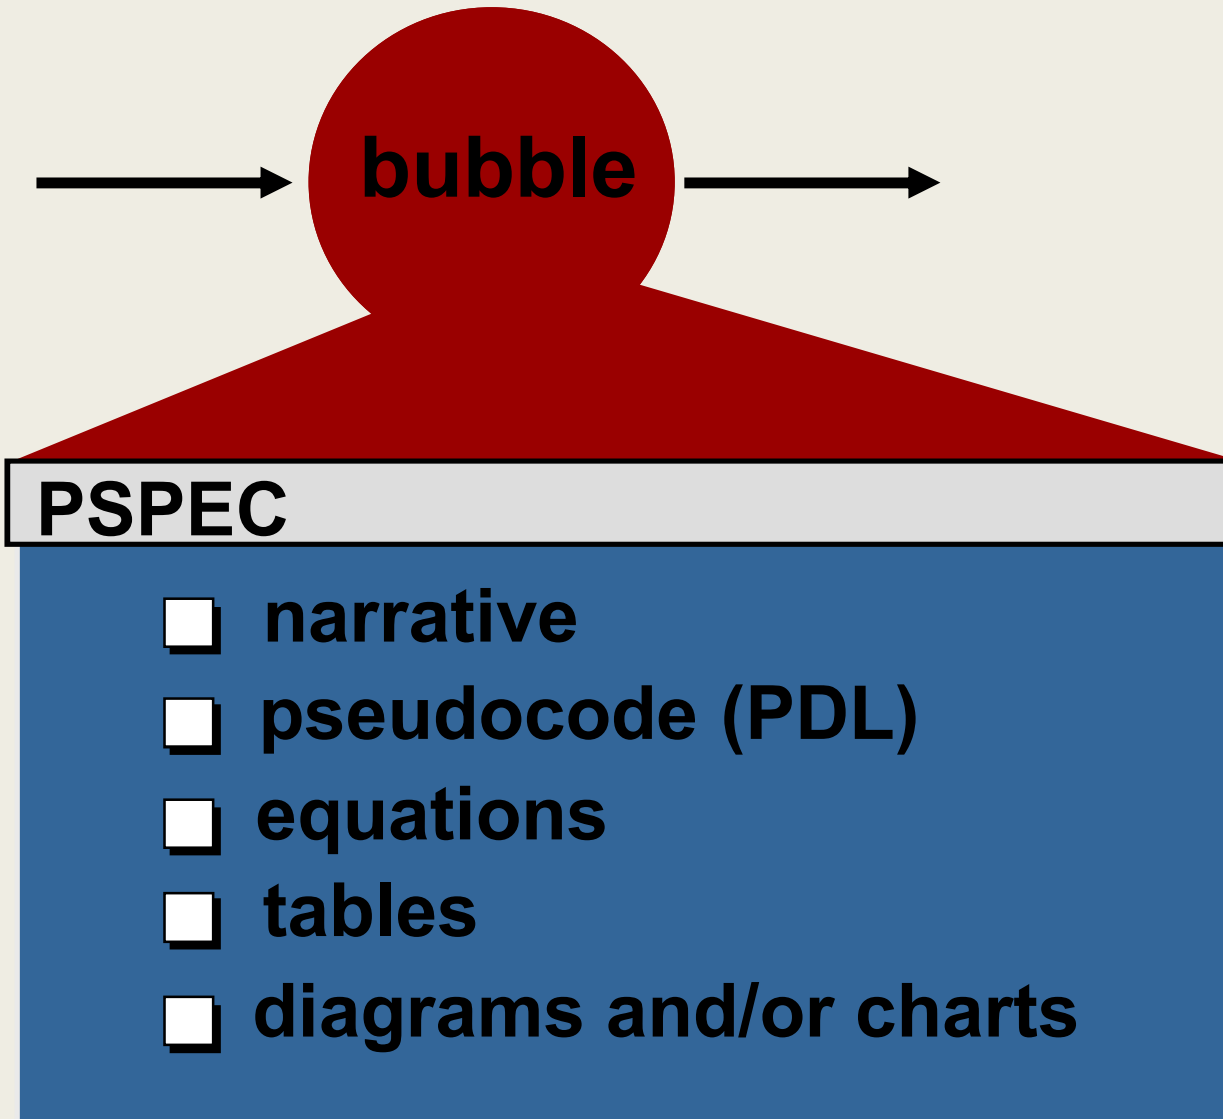 bubble
PSPEC
narrative
pseudocode (PDL)
equations
tables
diagrams and/or charts